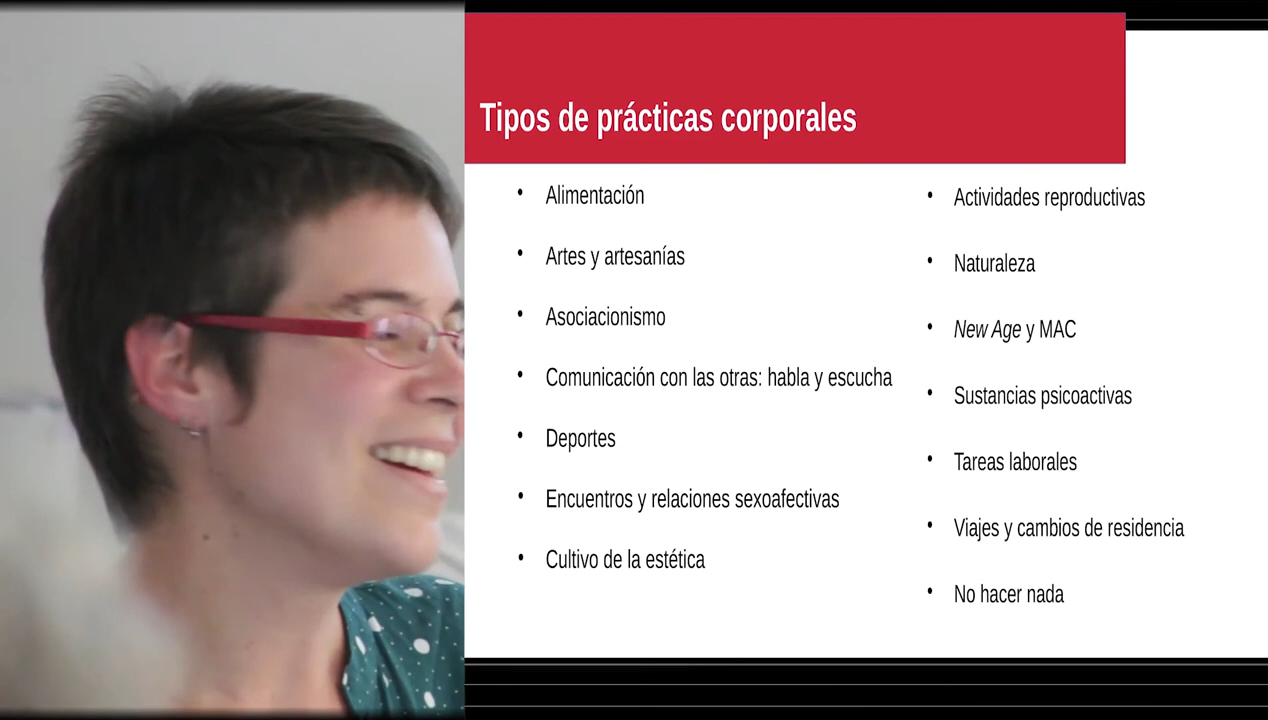 Tipos de prácticas corporales
• Alimentación
• Artes y artesanías
• Asociacionismo
• Comunicación con las otras: habla y escucha
• Deportes
• Encuentros y relaciones sexoafectivas
• Cultivo de la estética
• Actividades reproductivas
• Naturaleza
• New Age y MAC
• Sustancias psicoactivas
• Tareas laborales
• Viajes y cambios de residencia
• No hacer nada